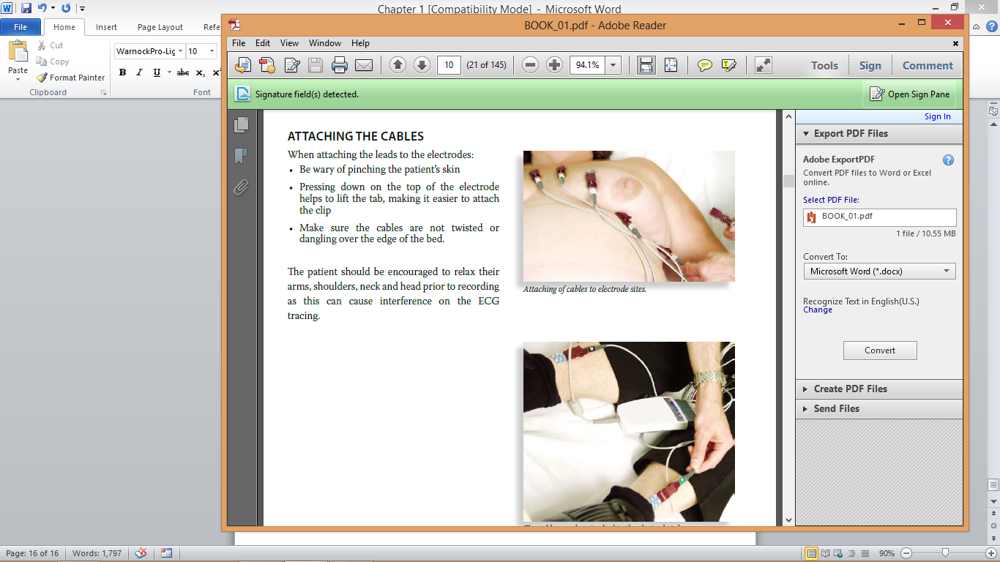 Chapter 1 [Compatibility Mode] - Microsoft Word
File Home Insert Page Layout Refe
Paste
Cut
Copy
Format Painter
Clipboard
WarnockPro-Lig 10
B I U abc x₂ x
Font
BOOK_01.pdf - Adobe Reader
File Edit View Window Help
10 (21 of 145) 94.1% Tools Sign Comment
Signature field(s) detected.
Open Sign Pane
ATTACHING THE CABLES
When attaching the leads to the electrodes:
• Be wary of pinching the patient's skin
• Pressing down on the top of the electrode
helps to lift the tab, making it easier to attach
the clip
• Make sure the cables are not twisted or
dangling over the edge of the bed.
The patient should be encouraged to relax their
arms, shoulders, neck and head prior to recording
as this can cause interference on the ECG
tracing.
Attaching of cables to electrode sites.
Sign In
Export PDF Files
Adobe ExportPDF
Convert PDF files to Word or Excel
online.
Select PDF File:
BOOK_01.pdf
1 file / 10.55 MB
Convert To:
Microsoft Word (*.docx)
Recognize Text in English(U.S.)
Change
Convert
Create PDF Files
Send Files
Page: 16 of 16 Words: 1,797 90%